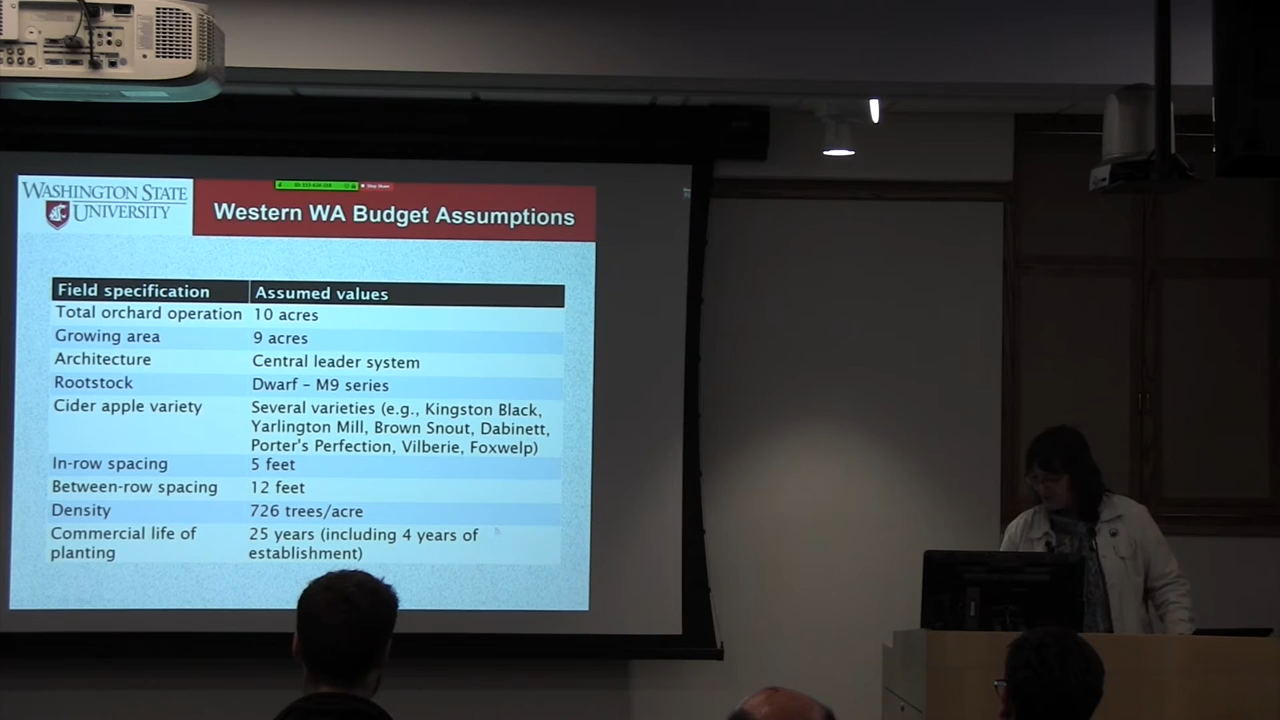 WASHINGTON STATE
UNIVERSITY
Stop Share
Western WA Budget Assumptions
Field specification Assumed values
Total orchard operation 10 acres
Growing area 9 acres
Architecture Central leader system
Rootstock Dwarf – M9 series
Cider apple variety Several varieties (e.g., Kingston Black,
Yarlington Mill, Brown Snout, Dabinett,
Porter's Perfection, Vilberie, Foxwelp)
In-row spacing 5 feet
Between-row spacing 12 feet
Density 726 trees/acre
Commercial life of 25 years (including 4 years of
planting establishment)